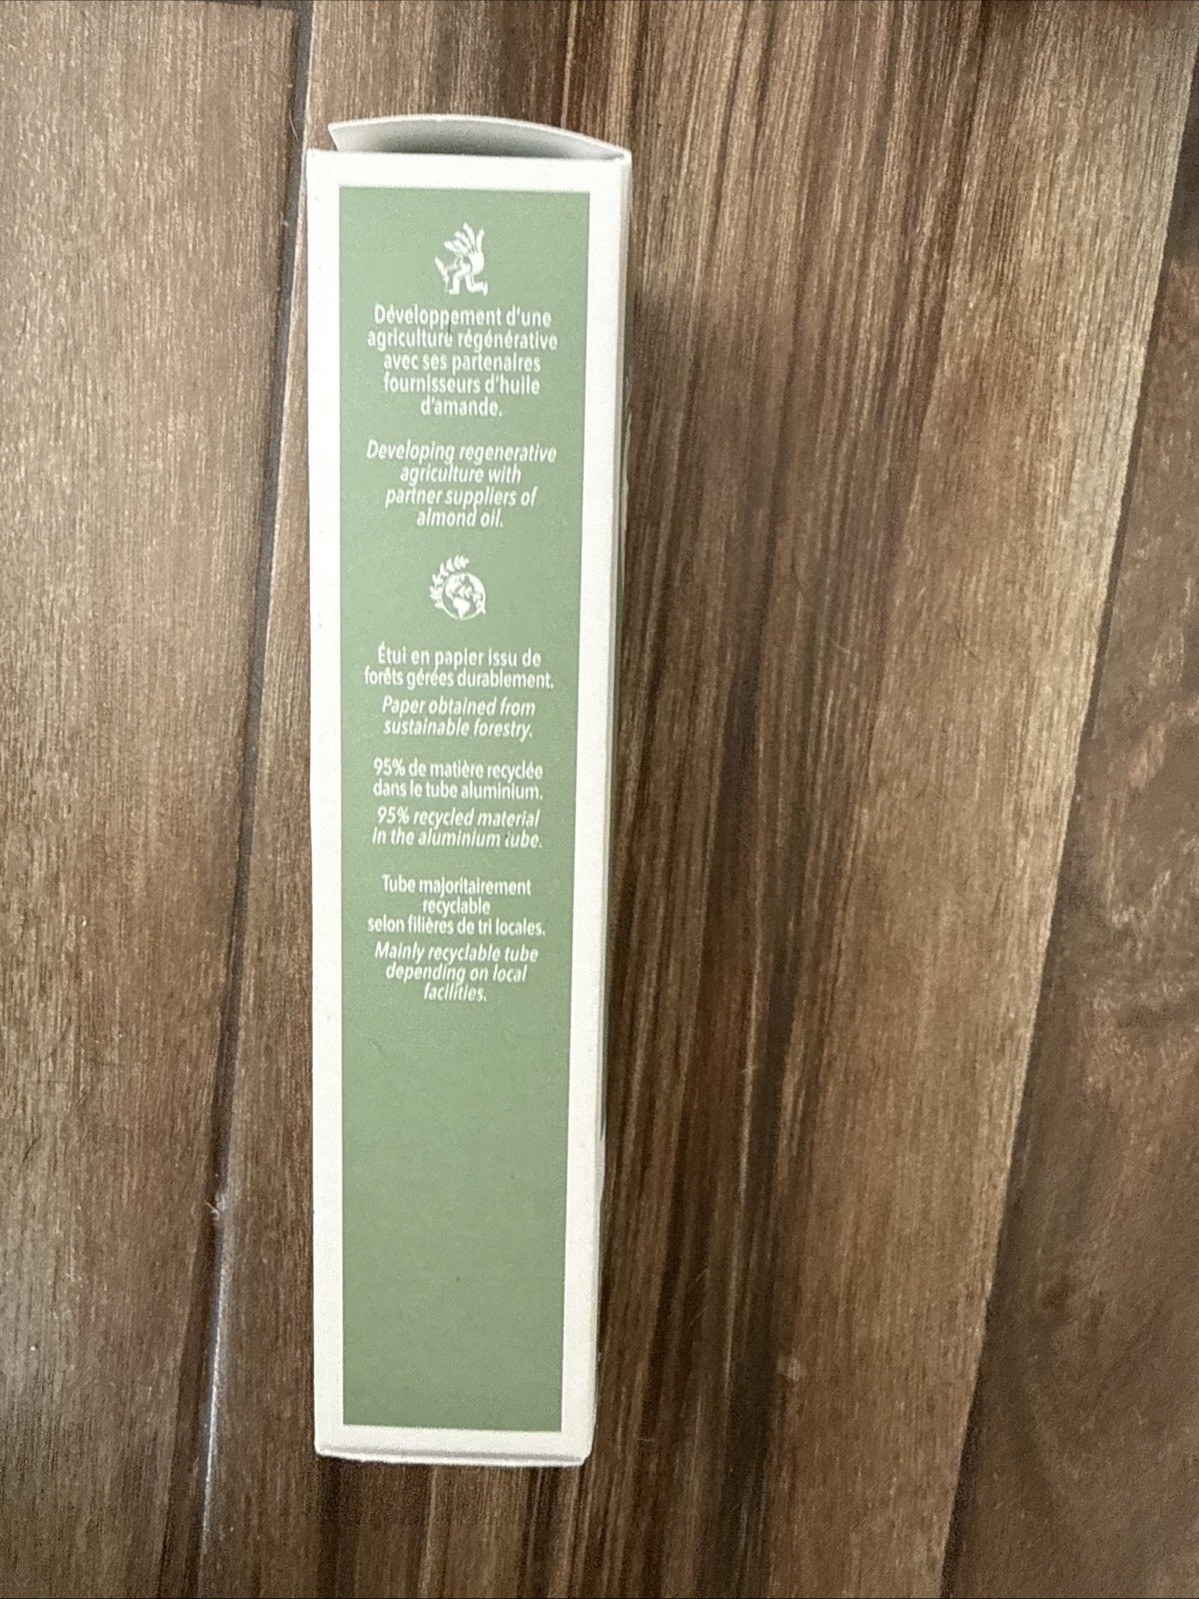 Développement d'une
agriculture régénérative
avec ses partenaires
fournisseurs d'huile
d'amande.
Developing regenerative
agriculture with
partner suppliers of
almond oil.
Étui en papier issu de
forêts gérées durablement.
Paper obtained from
sustainable forestry.
95% de matière recyclée
dans le tube aluminium.
95% recycled material
in the aluminium tube.
Tube majoritairement
recyclable
selon filières de tri locales.
Mainly recyclable tube
depending on local
facilities.